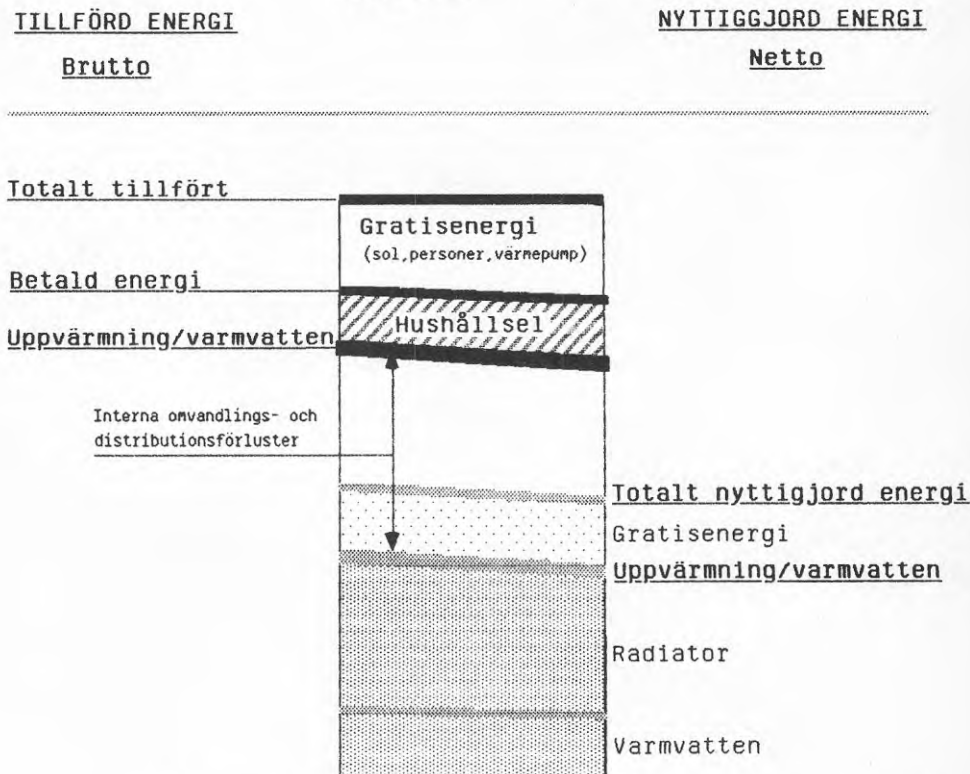 TILLFÖRD ENERGI
NYTTIGGJORD ENERGI
Brutto
Netto
Totalt tillfört
Gratisenergi
(sol,personer,värmepump)
Betald energi
Hushållsel
Uppvärmning/varmvatten
Interna omvandlings- och
distributionsförluster
Totalt nyttigjord energi
Gratisenergi
Uppvärmning/varmvatten
Radiator
Varmvatten